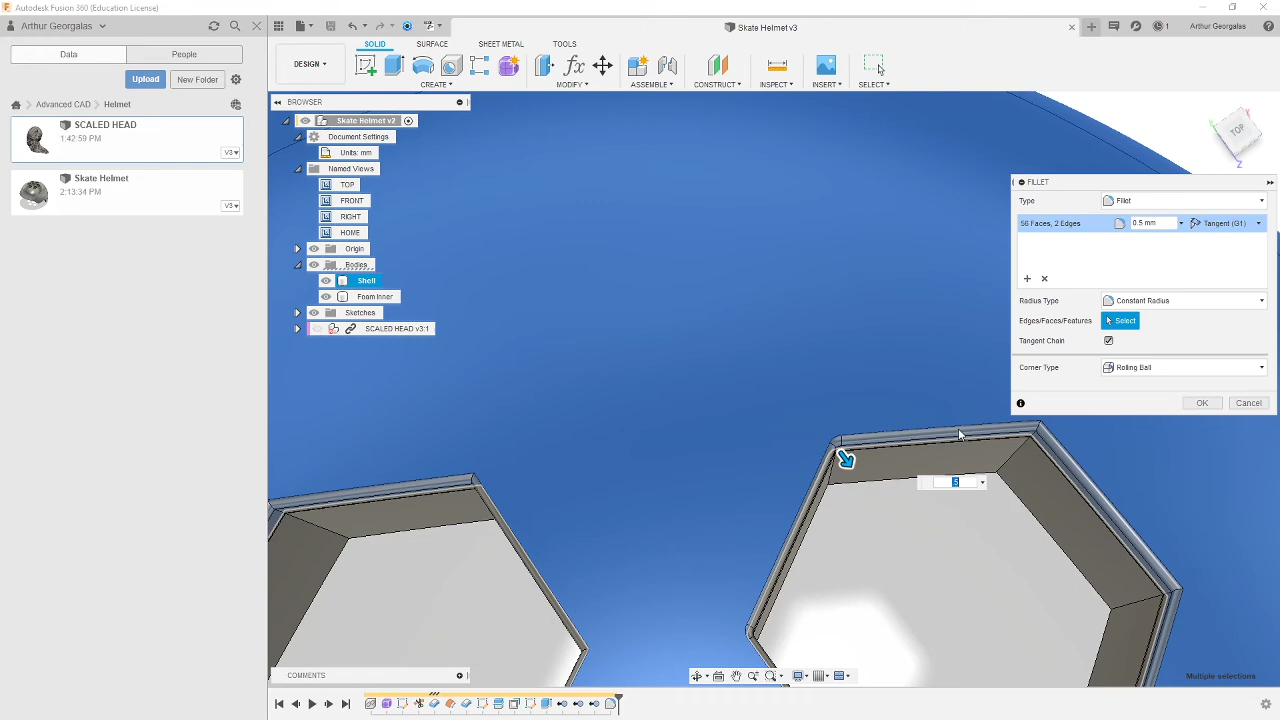 Autodesk Fusion 360 (Education License)
Arthur Georgalas
Skate Helmet v3
1
Arthur Georgalas
Data
People
DESIGN
SOLID
SURFACE
SHEET METAL
TOOLS
CREATE
MODIFY
ASSEMBLE
CONSTRUCT
INSPECT
INSERT
SELECT
Upload
New Folder
Advanced CAD
Helmet
BROWSER
SCALED HEAD
1:42:59 PM
V3
Skate Helmet
2:13:34 PM
V3
Skate Helmet v2
Document Settings
Units: mm
Named Views
TOP
FRONT
RIGHT
HOME
Origin
Bodies
Shell
Foam Inner
Sketches
SCALED HEAD v3:1
TOP
Z
FILLET
Type
Fillet
56 Faces, 2 Edges
0.5 mm
Tangent (G1)
Radius Type
Constant Radius
Edges/Faces/Features
Select
Tangent Chain
Corner Type
Rolling Ball
OK
Cancel
.5
COMMENTS
Multiple selections